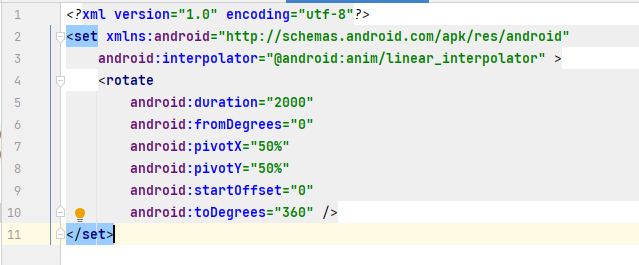 1 <?xml version="1.0" encoding="utf-8"?>
2 <set xmlns:android="http://schemas.android.com/apk/res/android"
3     android:interpolator="@android:anim/linear_interpolator" >
4     <rotate
5         android:duration="2000"
6         android:fromDegrees="0"
7         android:pivotX="50%"
8         android:pivotY="50%"
9         android:startOffset="0"
10         android:toDegrees="360" />
11 </set>